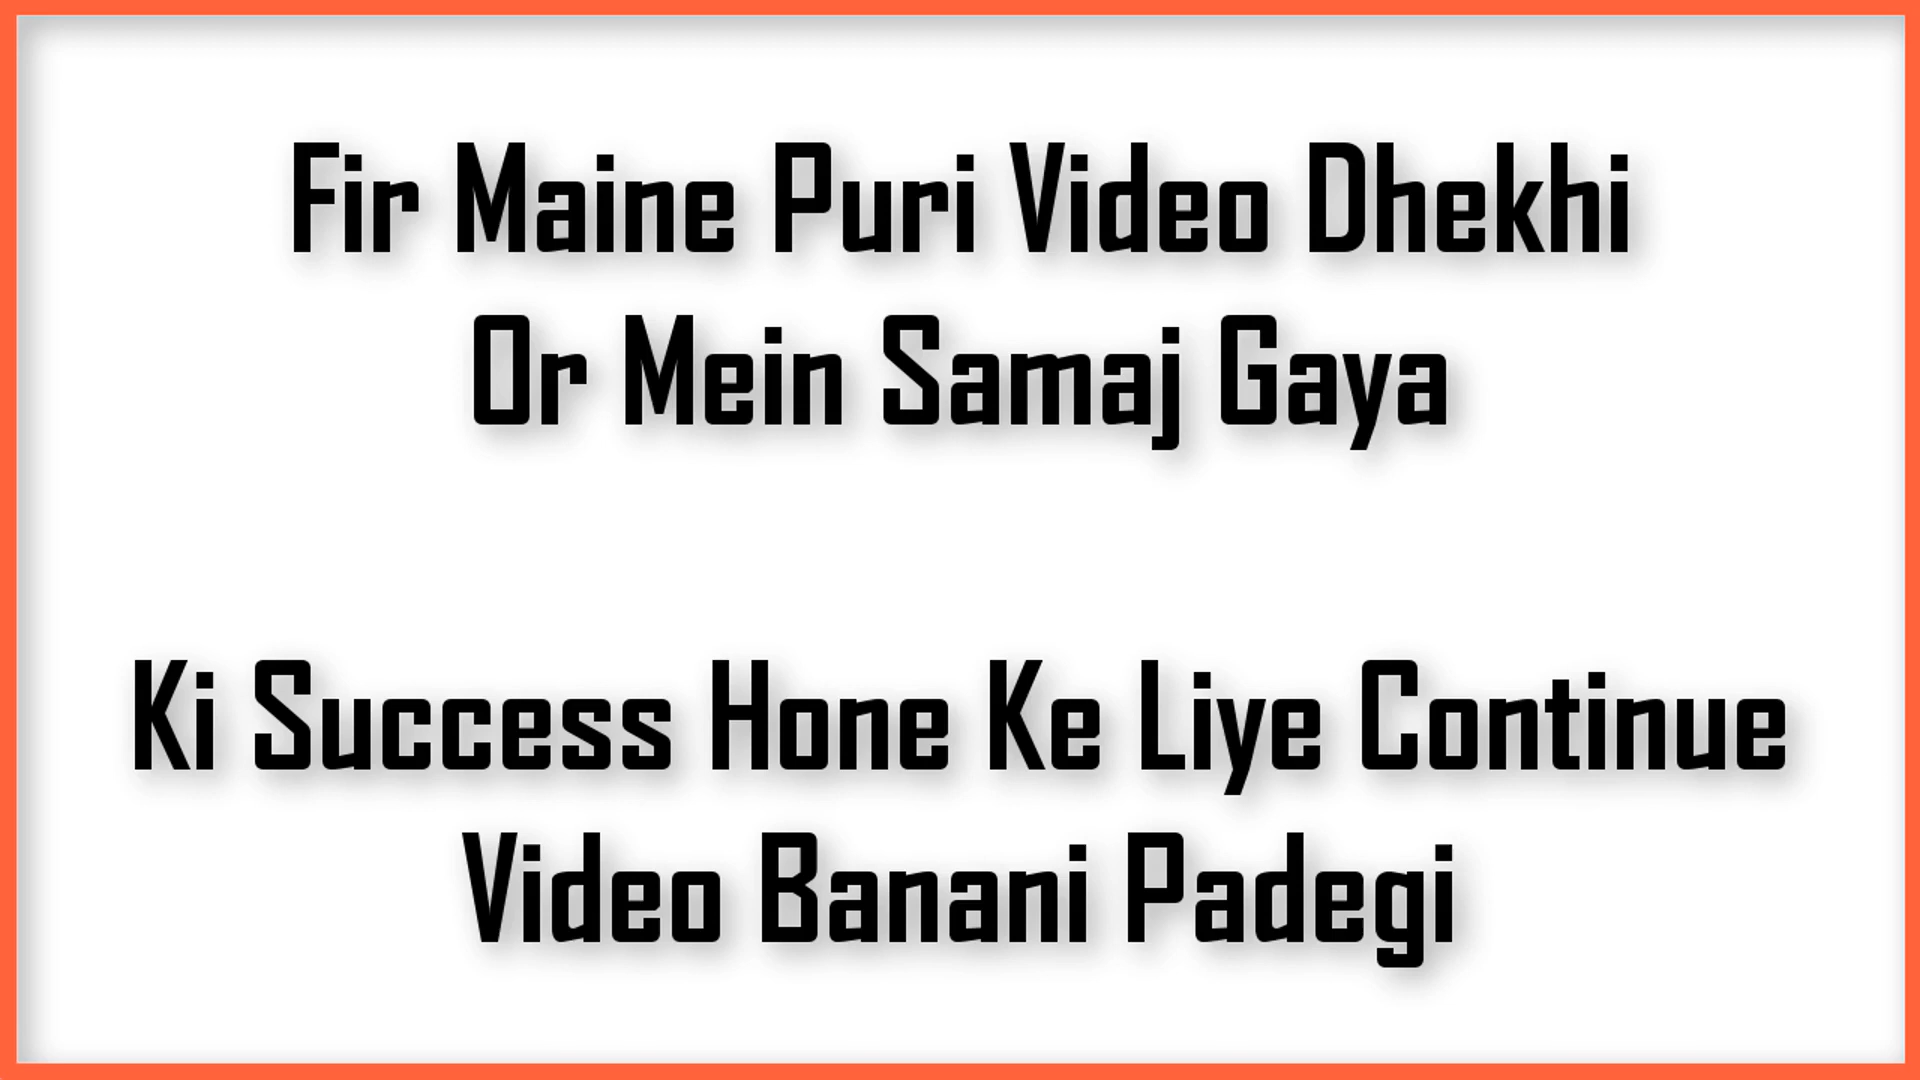 Fir Maine Puri Video Dhekhi
Or Mein Samaj Gaya
Ki Success Hone Ke Liye Continue
Video Banani Padegi